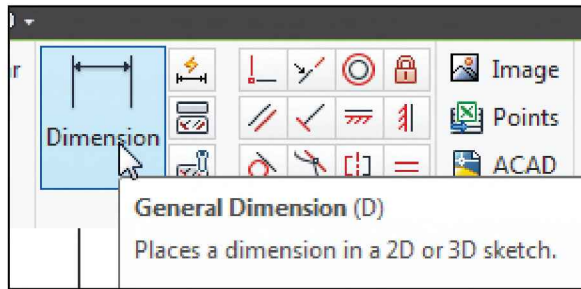 r
Dimension
Image
Points
ACAD
General Dimension (D)
Places a dimension in a 2D or 3D sketch.